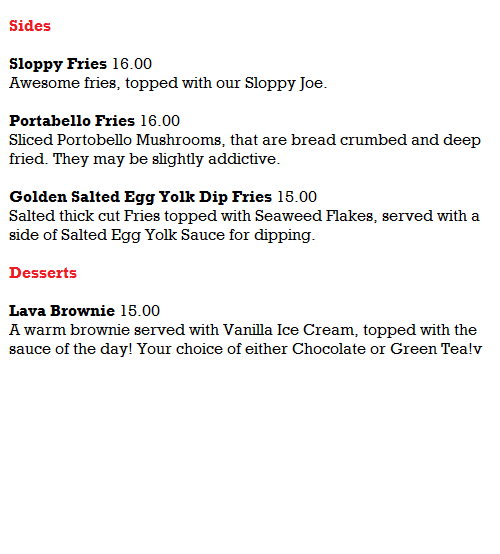 Sides
Sloppy Fries 16.00
Awesome fries, topped with our Sloppy Joe.
Portabello Fries 16.00
Sliced Portobello Mushrooms, that are bread crumbed and deep
fried. They may be slightly addictive.
Golden Salted Egg Yolk Dip Fries 15.00
Salted thick cut Fries topped with Seaweed Flakes, served with a
side of Salted Egg Yolk Sauce for dipping.
Desserts
Lava Brownie 15.00
A warm brownie served with Vanilla Ice Cream, topped with the
sauce of the day! Your choice of either Chocolate or Green Tea!v